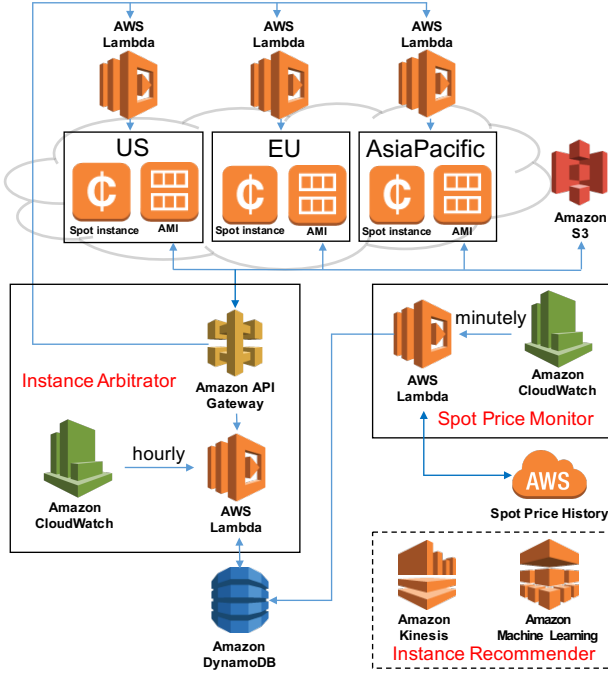 AWS
Lambda
AWS
Lambda
AWS
Lambda
US
Spot instance
AMI
EU
Spot instance
AMI
AsiaPacific
Spot instance
AMI
Amazon
S3
Instance Arbitrator
Amazon API
Gateway
Amazon
CloudWatch
hourly
AWS
Lambda
Amazon
DynamoDB
AWS
Lambda
minutely
Amazon
CloudWatch
Spot Price Monitor
AWS
Spot Price History
Amazon
Kinesis
Amazon
Machine Learning
Instance Recommender